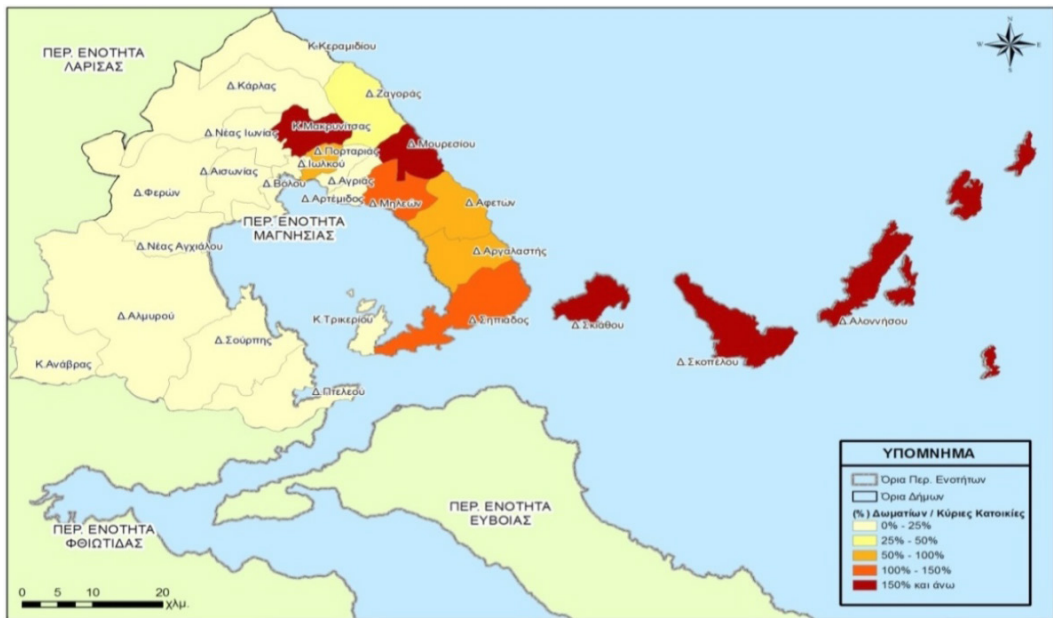 N
W E
S
ΠΕΡ. ΕΝΟΤΗΤΑ
ΛΑΡΙΣΑΣ
Κ.Κεραμιδίου
Δ.Κάρλας
Δ.Ζαγοράς
Δ.Νέας Ιωνίας
Κ.Μακρυνίτσας
Δ.Μουρεσίου
Δ.Πορταριάς
Δ.Ιωλκού
Δ.Αισωνίας
Δ.Βόλου
Δ.Αγριάς
Δ.Φερών
Δ.Αρτέμιδος
Δ.Μηλεών
Δ.Αφετών
ΠΕΡ. ΕΝΟΤΗΤΑ
ΜΑΓΝΗΣΙΑΣ
Δ.Νέας Αγχιάλου
Δ.Αργαλαστής
Δ.Αλμυρού
Κ.Τρικερίου
Δ.Σηπιάδος
Δ.Σκιάθου
Δ.Αλοννήσου
Δ.Σούρπης
Κ.Ανάβρας
Δ.Σκοπέλου
Δ.Πτελεού
ΠΕΡ. ΕΝΟΤΗΤΑ
ΕΥΒΟΙΑΣ
ΠΕΡ. ΕΝΟΤΗΤΑ
ΦΘΙΩΤΙΔΑΣ
0 5 10 20
χλμ.
ΥΠΟΜΝΗΜΑ
Όρια Περ. Ενοτήτων
Όρια Δήμων
(%) Δωματίων / Κύριες Κατοικίες
0% - 25%
25% - 50%
50% - 100%
100% - 150%
150% και άνω